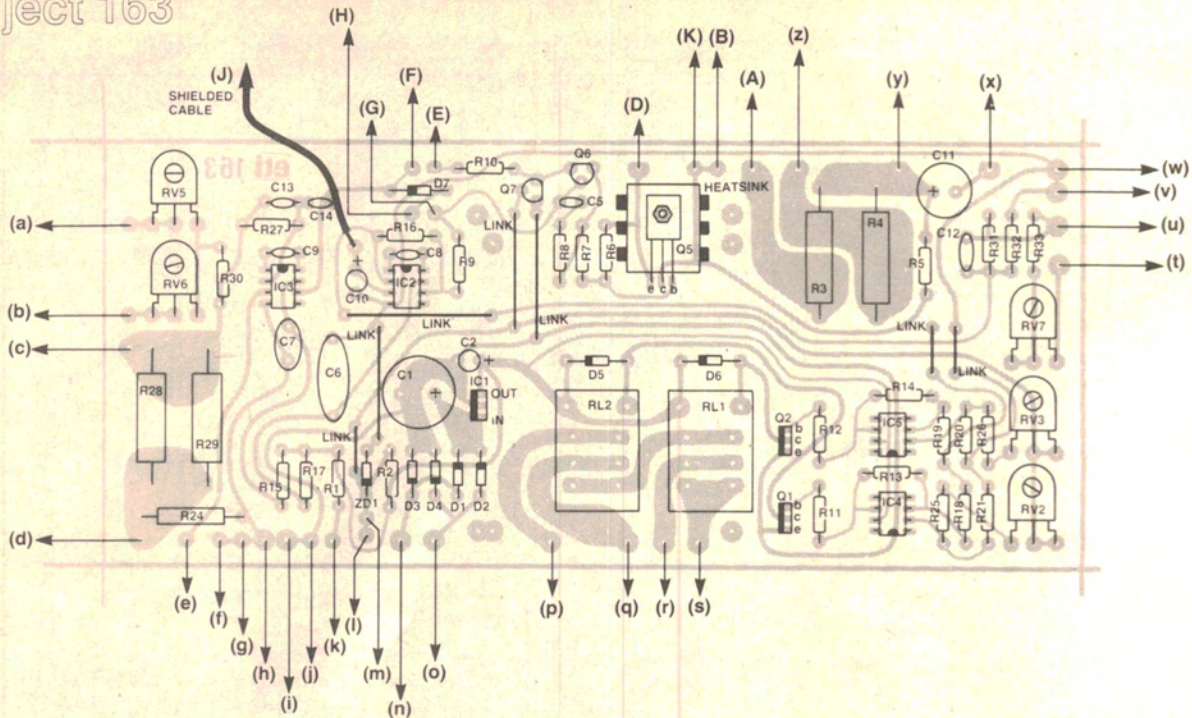 ject 163
(H)
(J)
SHIELDED
CABLE
(F)
(G)
(E)
(K) (B)
(z)
(D)
(A)
(y)
(x)
eti 163
RV5
C13
C14
R27
D7
R10
Q7
Q6
C5
HEATSINK
C11
(w)
(v)
(a)
RV6
R30
C9
IC3
R16
C8
IC2
C10
R9
LINK
R8
R7
R6
Q5
e c b
R3
R4
R5
C12
R31
R32
R33
(u)
(t)
(b)
LINK
LINK
LINK
LINK
RV7
(c)
C7
C6
C1
+
C2
+
IC1
OUT
IN
D5
D6
LINK
R28
R29
LINK
RL2
RL1
Q2
b
c
e
R12
R14
IC5
R19
R20
R26
RV3
R15
R17
R1
ZD1
R2
D3
D4
D1
D2
Q1
b
c
e
R11
R13
IC4
R25
R18
R21
RV2
R24
(d)
(e)
(f)
(g)
(h)
(i)
(j)
(k)
(l)
(m)
(n)
(o)
(p)
(q)
(r)
(s)